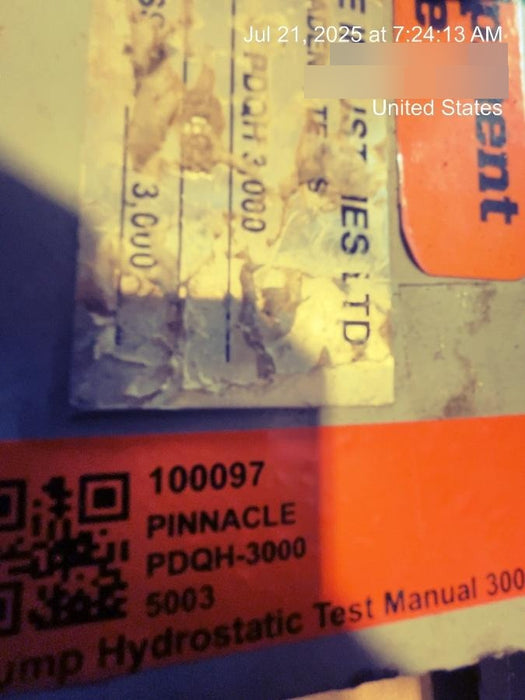 Jul 21, 2025 at 7:24:13 AM
United States
ent
IES LTD
PDQH 3,000
3,000
100097
PINNACLE
PDQH-3000
5003
ump Hydrostatic Test Manual 300